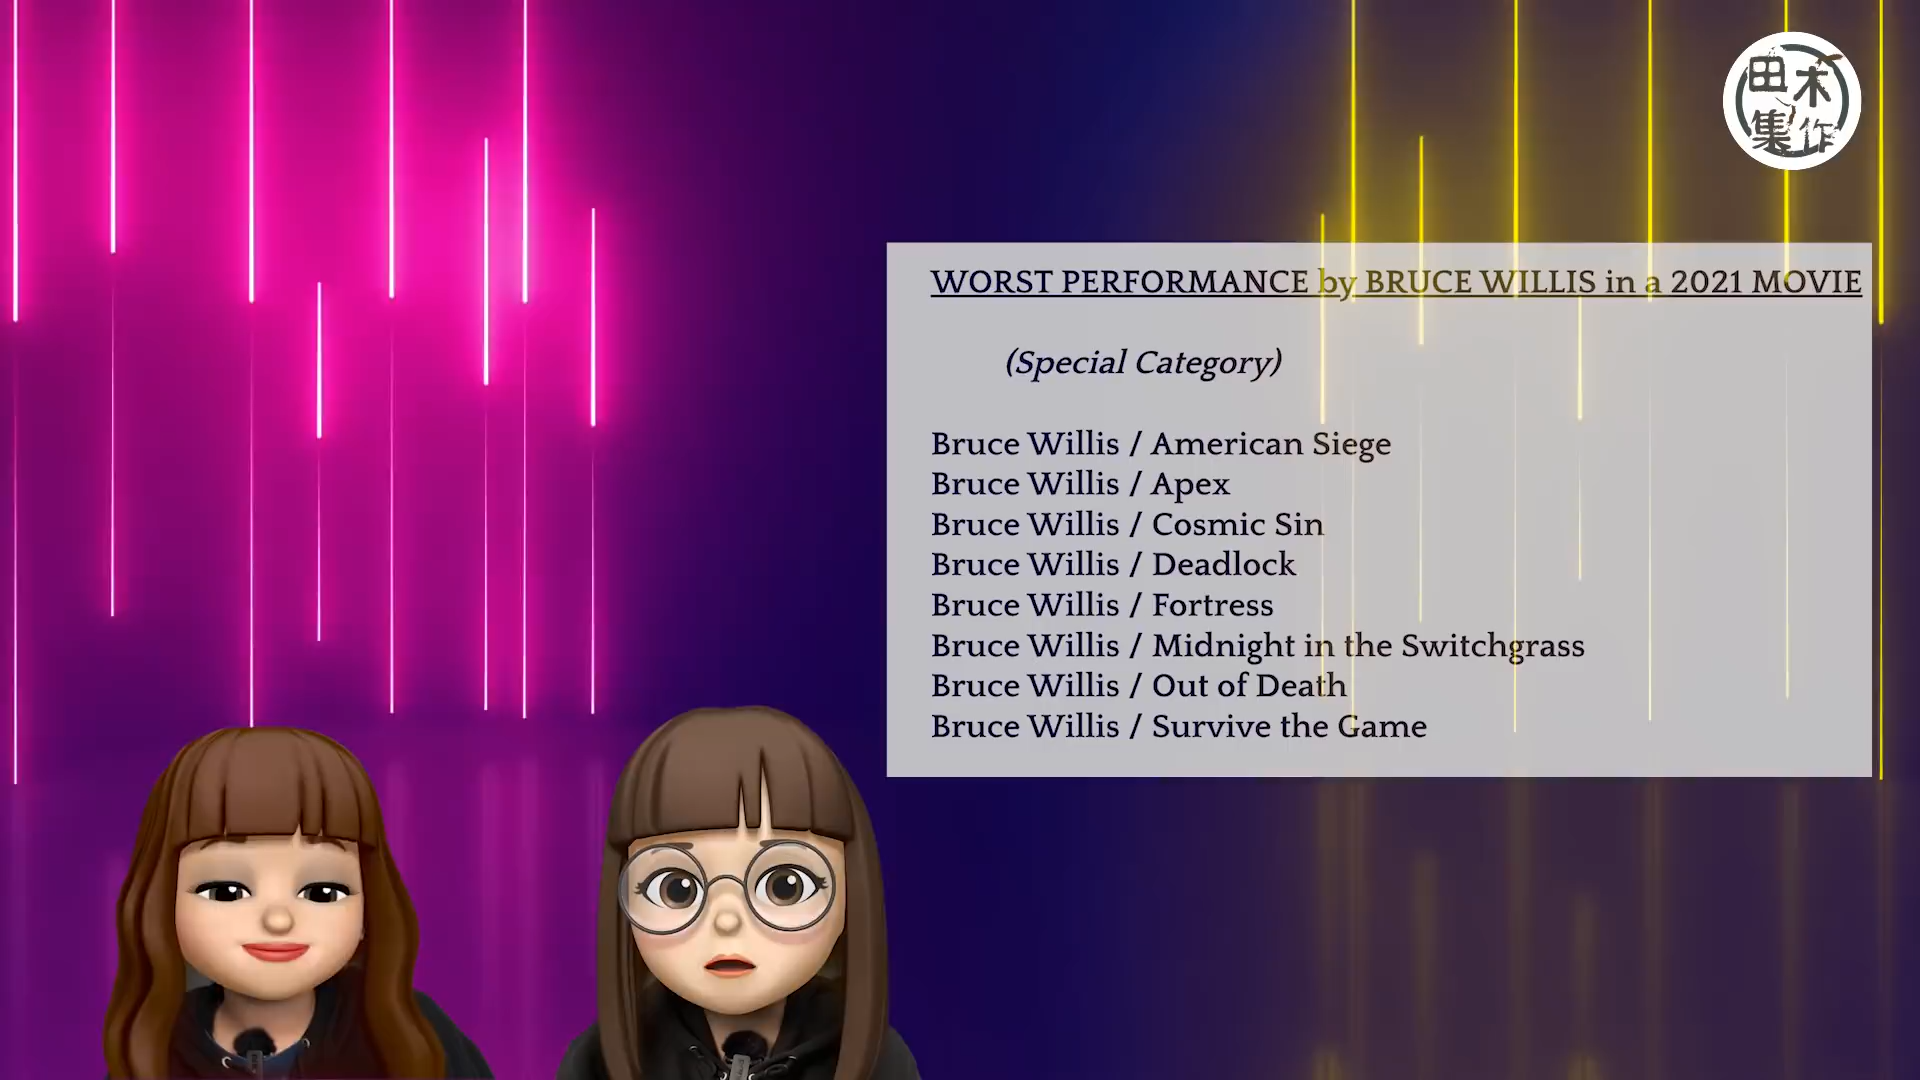 田木
集作
WORST PERFORMANCE by BRUCE WILLIS in a 2021 MOVIE
(Special Category)
Bruce Willis / American Siege
Bruce Willis / Apex
Bruce Willis / Cosmic Sin
Bruce Willis / Deadlock
Bruce Willis / Fortress
Bruce Willis / Midnight in the Switchgrass
Bruce Willis / Out of Death
Bruce Willis / Survive the Game